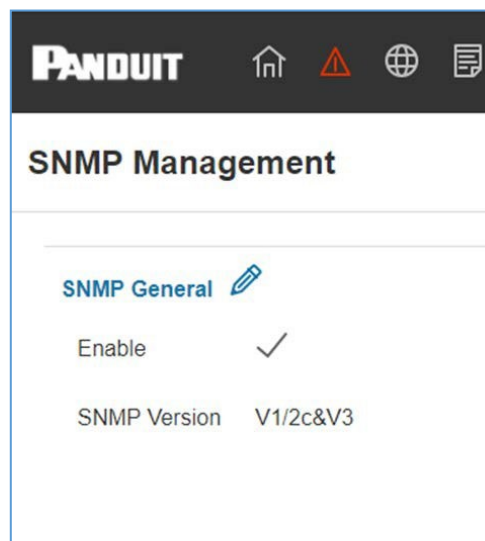 PANDUIT
SNMP Management
SNMP General
Enable
SNMP Version V1/2c&V3